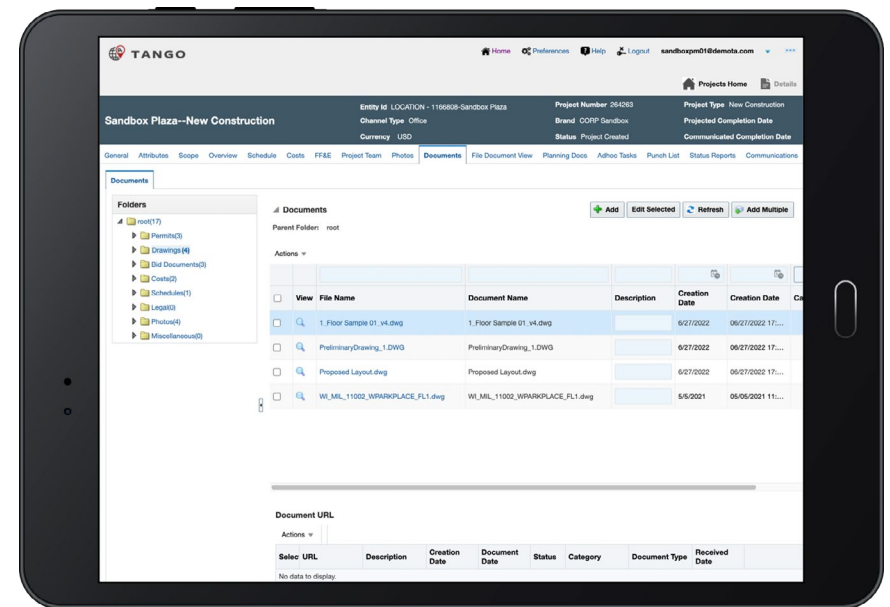 TANGO
Home Preferences Help Logout sandboxpm01@demota.com
Projects Home Details
Entity Id LOCATION - 1166808-Sandbox Plaza Project Number 264263 Project Type New Construction
Sandbox Plaza--New Construction Channel Type Office Brand CORP Sandbox Projected Completion Date
Currency USD Status Project Created Communicated Completion Date
General Attributes Scope Overview Schedule Costs FF&E Project Team Photos Documents File Document View Planning Docs Adhoc Tasks Punch List Status Reports Communications
Documents
Folders
root(17)
Permits(3)
Drawings (4)
Bid Documents(3)
Costs(2)
Schedules(1)
Legal(0)
Photos(4)
Miscellaneous(0)
Documents Add Edit Selected Refresh Add Multiple
Parent Folder: root
Actions
View File Name Document Name Description Creation Date Creation Date Ca
1_Floor Sample 01_v4.dwg 1_Floor Sample 01_v4.dwg 6/27/2022 06/27/2022 17:...
PreliminaryDrawing_1.DWG PreliminaryDrawing_1.DWG 6/27/2022 06/27/2022 17:...
Proposed Layout.dwg Proposed Layout.dwg 6/27/2022 06/27/2022 17:...
WI_MIL_11002_WPARKPLACE_FL1.dwg WI_MIL_11002_WPARKPLACE_FL1.dwg 5/5/2021 05/05/2021 11:...
Document URL
Actions
Selec URL Description Creation Date Document Date Status Category Document Type Received Date
No data to display.